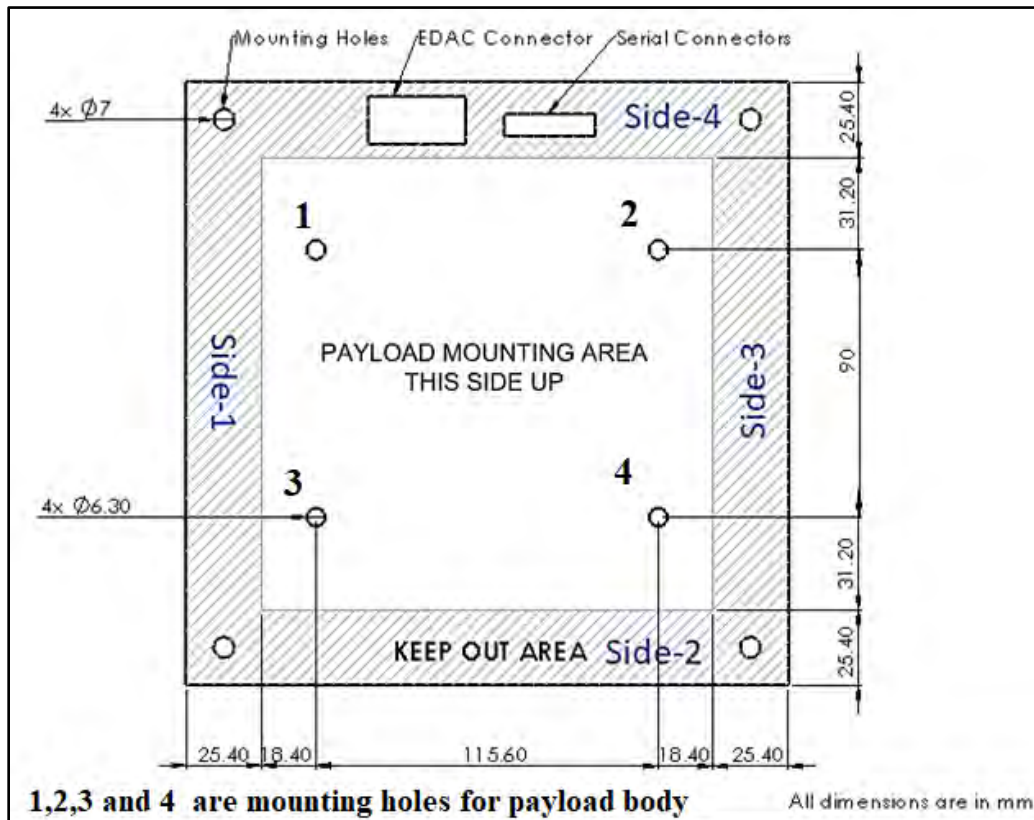 Mounting Holes
EDAC Connector
Serial Connectors
4x Ø7
Side-4
25.40
31.20
1
2
PAYLOAD MOUNTING AREA
THIS SIDE UP
Side-1
Side-3
90
3
4
4x Ø6.30
31.20
KEEP OUT AREA
Side-2
25.40
25.40
18.40
115.60
18.40
25.40
1,2,3 and 4 are mounting holes for payload body
All dimensions are in mm